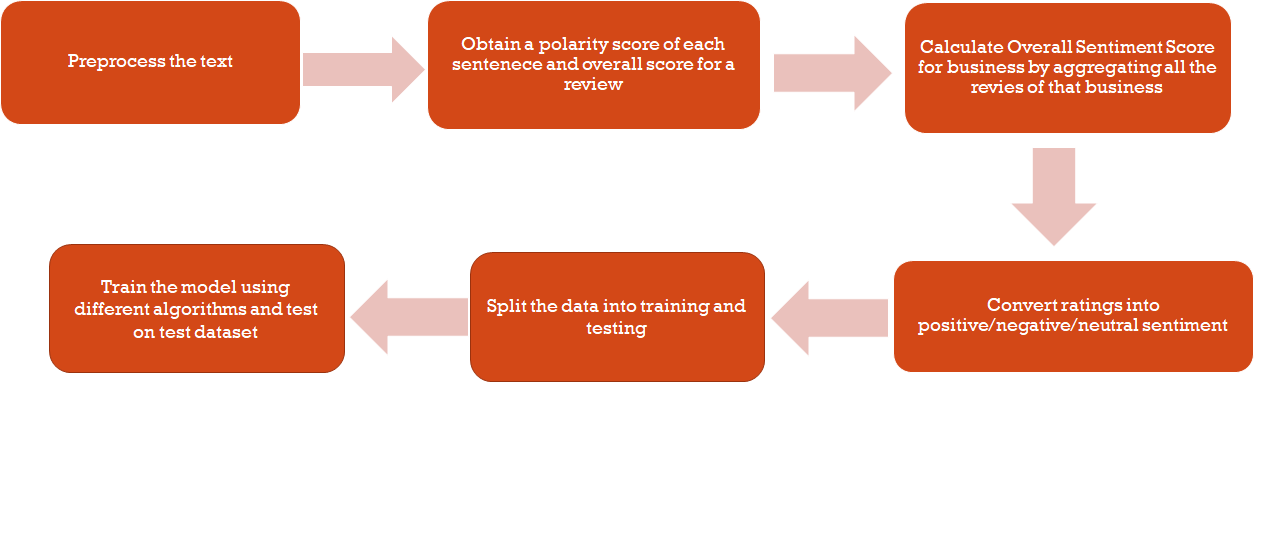 Preprocess the text
Obtain a polarity score of each
sentenece and overall score for a
review
Calculate Overall Sentiment Score
for business by aggregating all the
revies of that business
Convert ratings into
positive/negative/neutral sentiment
Split the data into training and
testing
Train the model using
different algorithms and test
on test dataset